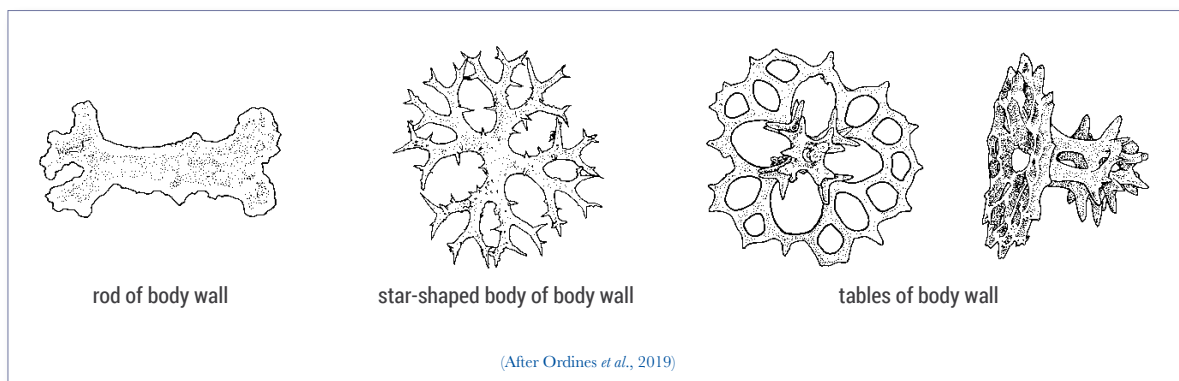 rod of body wall
star-shaped body of body wall
tables of body wall
(After Ordines et al., 2019)